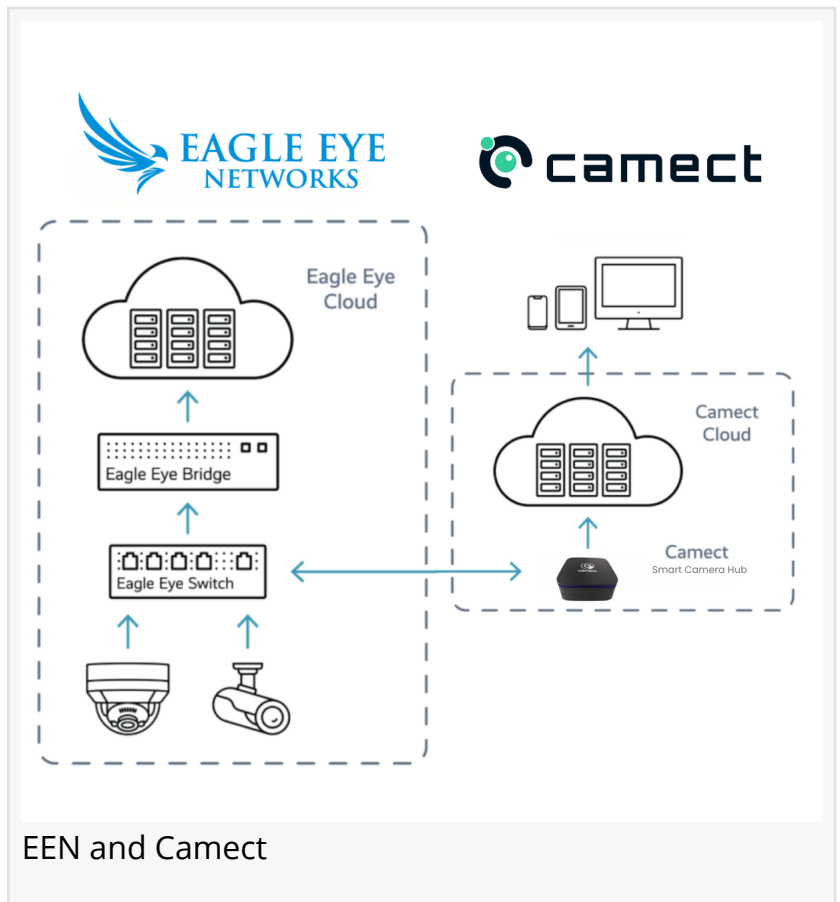 EAGLE EYE
NETWORKS
camect
Eagle Eye
Cloud
Eagle Eye Bridge
Eagle Eye Switch
Camect
Cloud
Camect
Smart Camera Hub
EEN and Camect